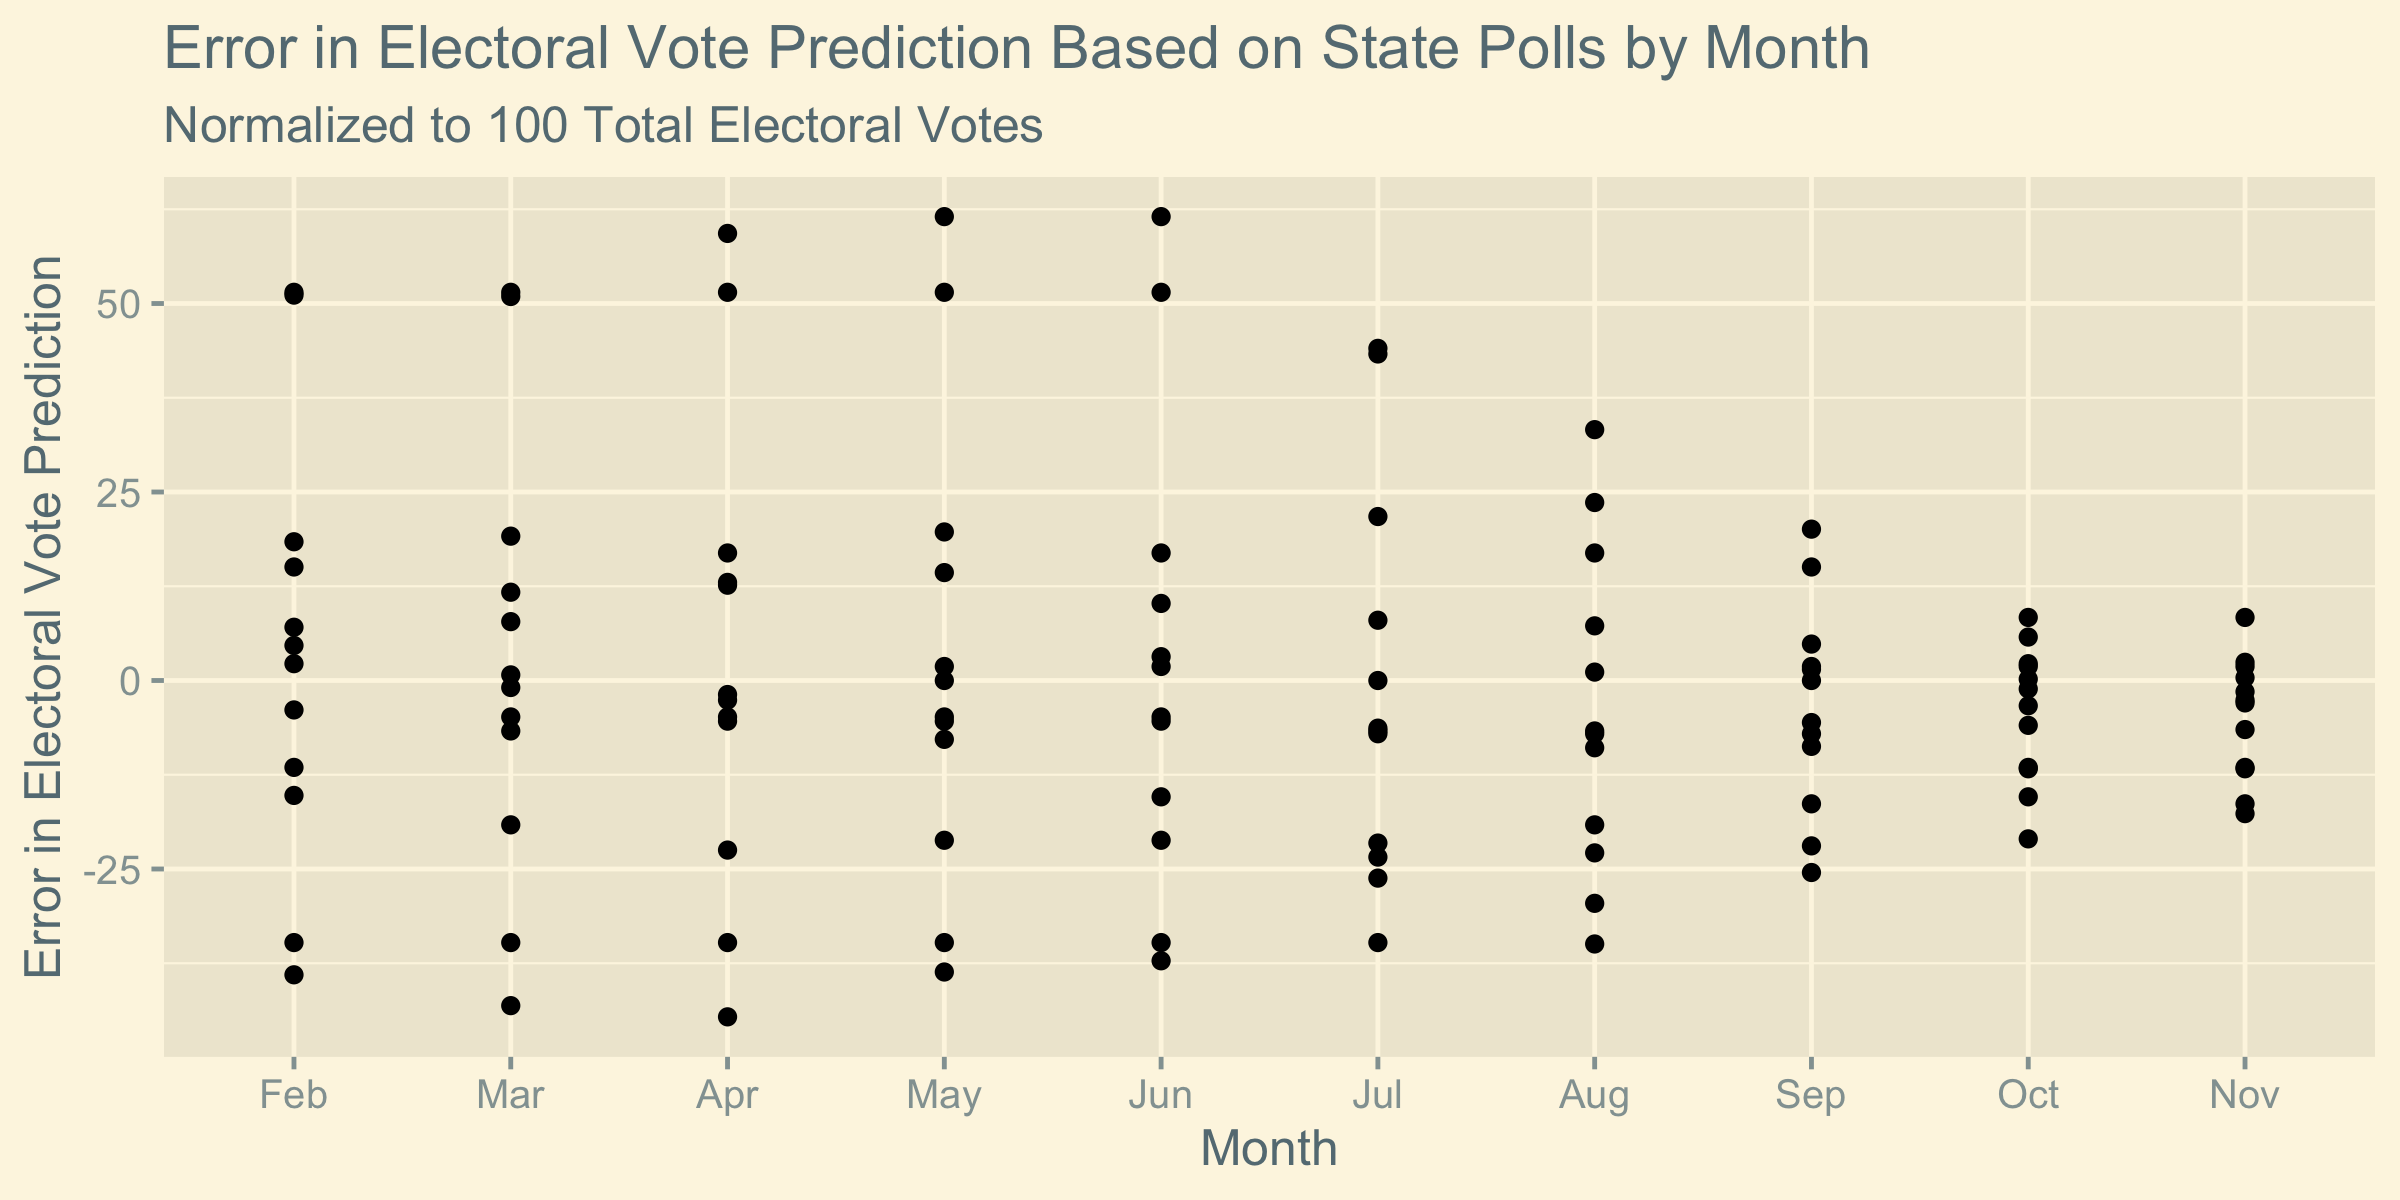 Error in Electoral Vote Prediction Based on State Polls by Month
Normalized to 100 Total Electoral Votes
Error in Electoral Vote Prediction
50
25
0
-25
Feb Mar Apr May Jun Jul Aug Sep Oct Nov
Month